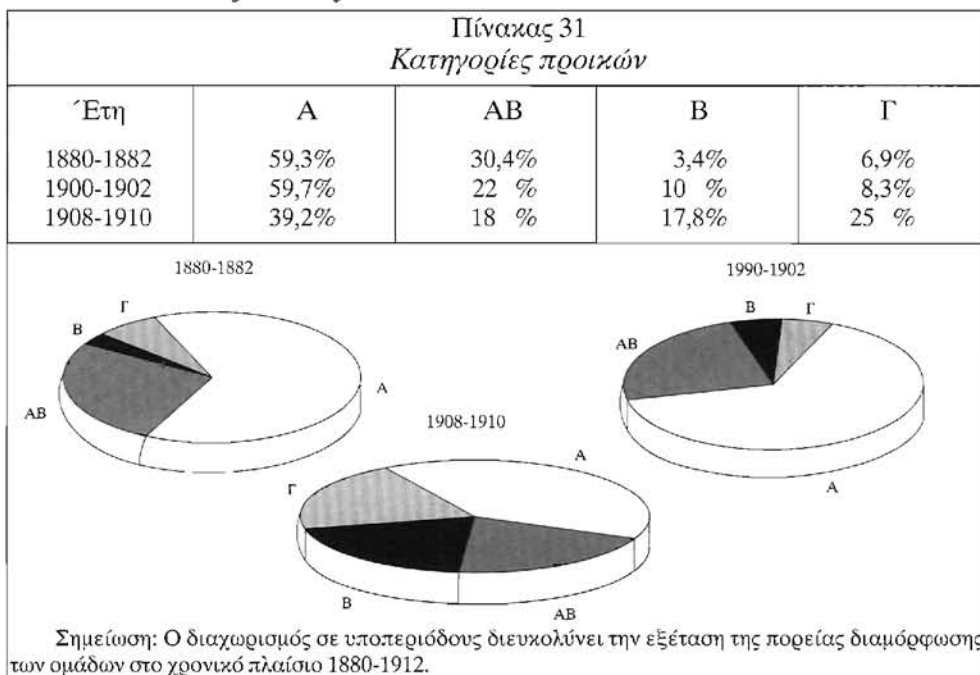 Πίνακας 31
Κατηγορίες προικών
Έτη Α ΑΒ Β Γ
1880-1882 59,3% 30,4% 3,4% 6,9%
1900-1902 59,7% 22 % 10 % 8,3%
1908-1910 39,2% 18 % 17,8% 25 %
1880-1882
Γ
Β
ΑΒ
Α
1990-1902
Β Γ
ΑΒ
Α
1908-1910
Α
Γ
Β
ΑΒ
Σημείωση: Ο διαχωρισμός σε υποπεριόδους διευκολύνει την εξέταση της πορείας διαμόρφωσης
των ομάδων στο χρονικό πλαίσιο 1880-1912.